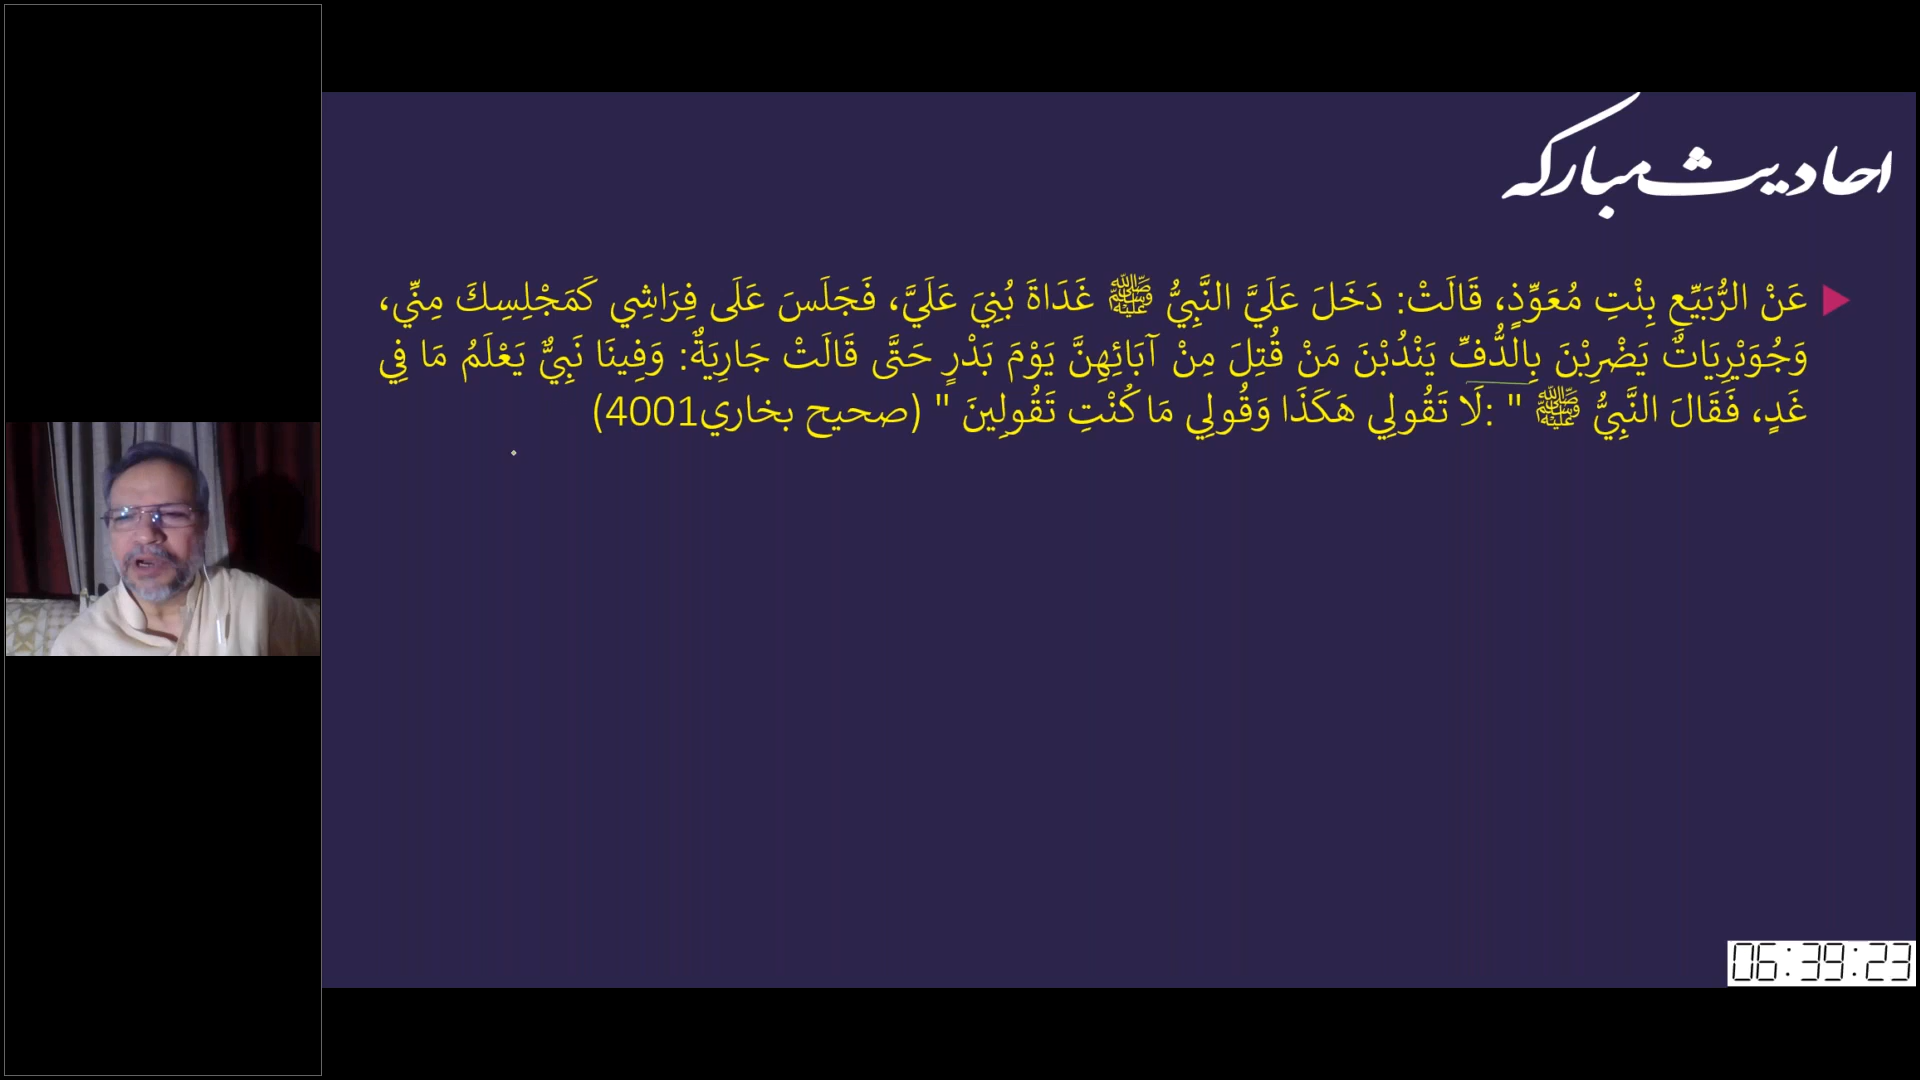 احادیث مبارکہ
عَنْ الرُّبَيِّعِ بِنْتِ مُعَوِّذٍ، قَالَتْ: دَخَلَ عَلَيَّ النَّبِيُّ ﷺ غَدَاةَ بُنِيَ عَلَيَّ، فَجَلَسَ عَلَى فِرَاشِي كَمَجْلِسِكَ مِنِّي،
وَجُوَيْرِيَاتٌ يَضْرِبْنَ بِالْدُّفِّ يَنْدُبْنَ مَنْ قُتِلَ مِنْ آبَائِهِنَّ يَوْمَ بَدْرٍ حَتَّى قَالَتْ جَارِيَةٌ: وَفِينَا نَبِيٌّ يَعْلَمُ مَا فِي
غَدٍ، فَقَالَ النَّبِيُّ ﷺ " :لَا تَقُولِي هَكَذَا وَقُولِي مَا كُنْتِ تَقُولِينَ " (صحيح بخاري4001)
06:39:23